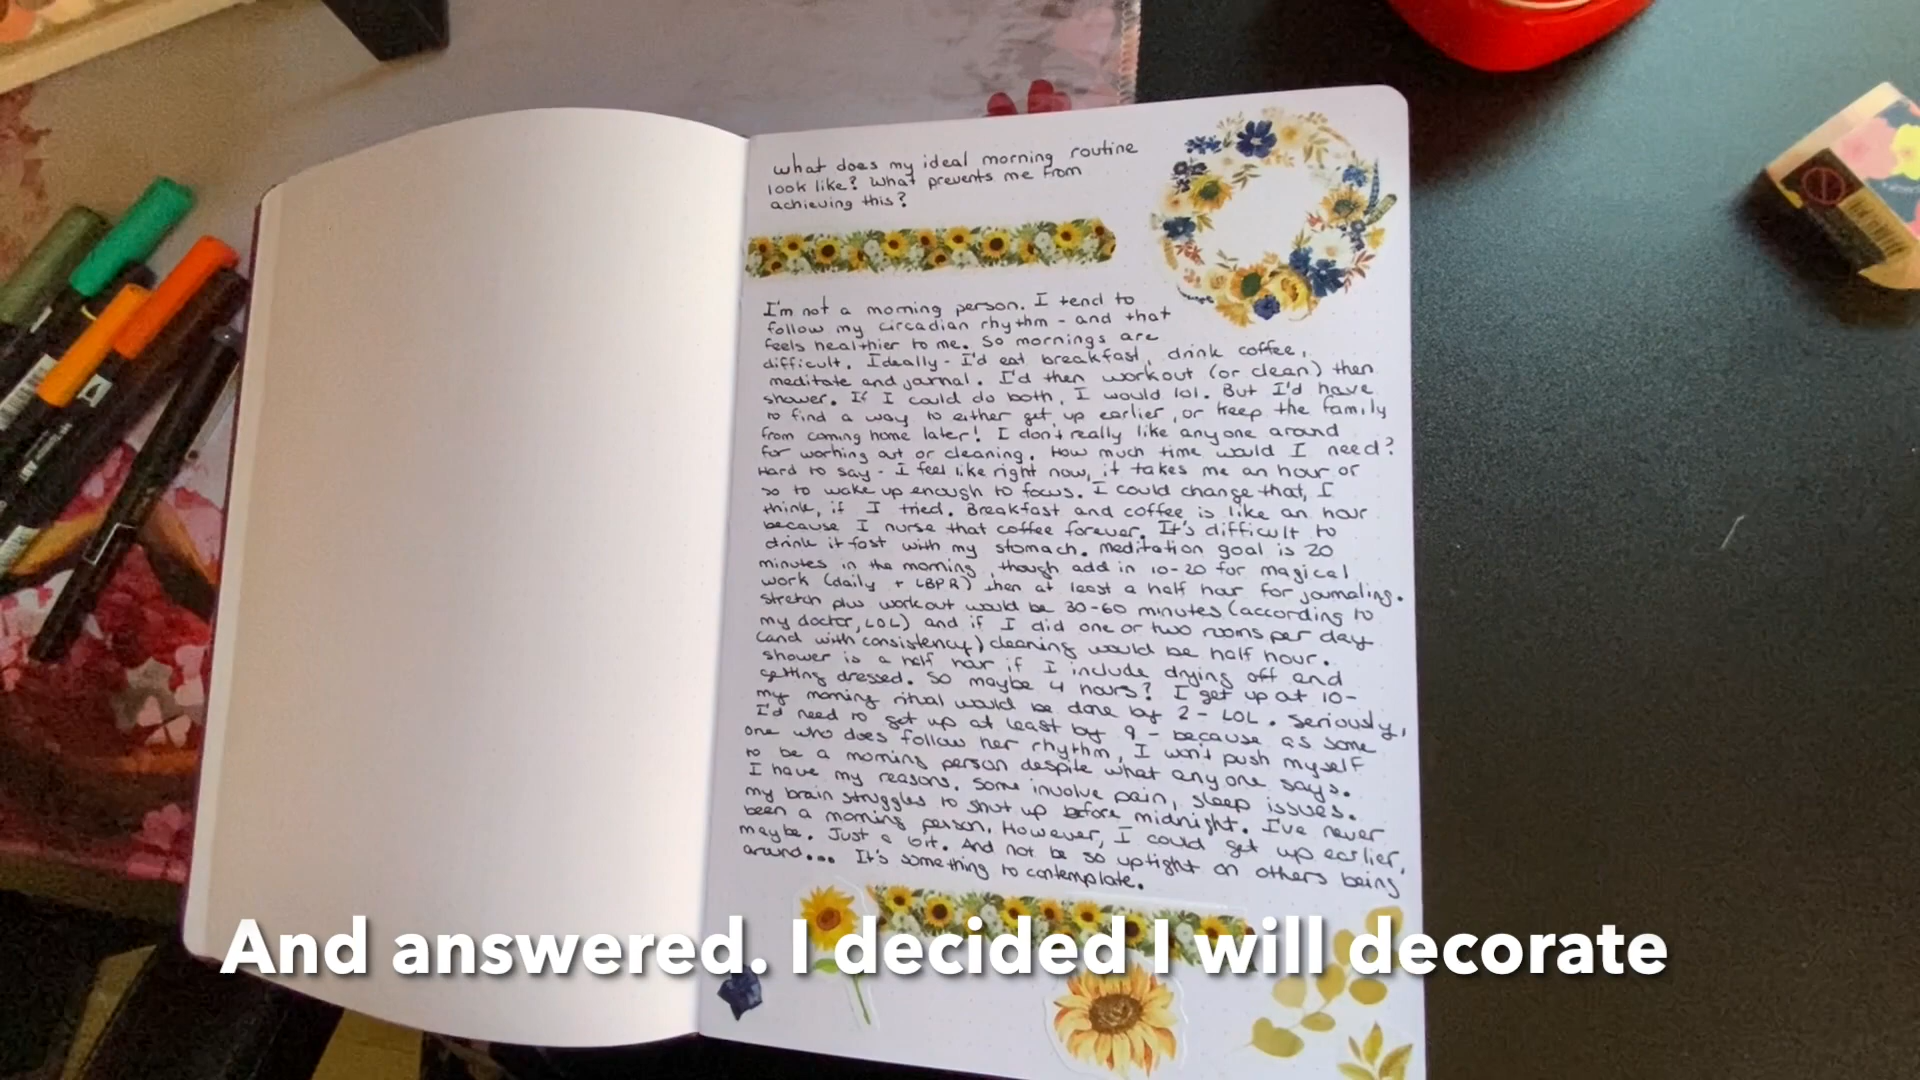 what does my ideal morning routine
look like? What prevents me from
achieving this?
I'm not a morning person. I tend to
follow my circadian rhythm - and that
feels healthier to me. So mornings are
difficult. Ideally - I'd eat breakfast, drink coffee,
meditate and jornal. I'd then workout (or clean) then
shower. If I could do both, I would lol. But I'd have
to find a way to either get up earlier, or keep the family
from coming home later! I don't really like anyone around
for working out or cleaning. How much time would I need?
Hard to say - I feel like right now, it takes me an hour or
so to wake up enough to focus. I could change that, I
think, if I tried. Breakfast and coffee is like an hour
because I nurse that coffee forever. It's difficult to
drink it fast with my stomach. Meditation goal is 20
minutes in the morning, though add in 10-20 for magical
work (daily + LBPR) then at least a half hour for journaling.
Stretch plus workout would be 30-60 minutes (according to
my doctor, LOL) and if I did one or two rooms per day
(and with consistency) cleaning would be half hour.
Shower is a half hour if I include drying off and
getting dressed. So maybe 4 hours? I get up at 10-
my morning ritual would be done by 2 - LOL. Seriously,
I'd need to get up at least by 9 - because as some
one who does follow her rhythm, I won't push myself
to be a morning person despite what anyone says.
I have my reasons. Some involve pain, sleep issues.
my brain struggles to shut up before midnight. I've never
been a morning person. However, I could get up earlier,
maybe. Just a bit. And not be so uptight on others being
around... It's something to contemplate.
And answered. I decided I will decorate